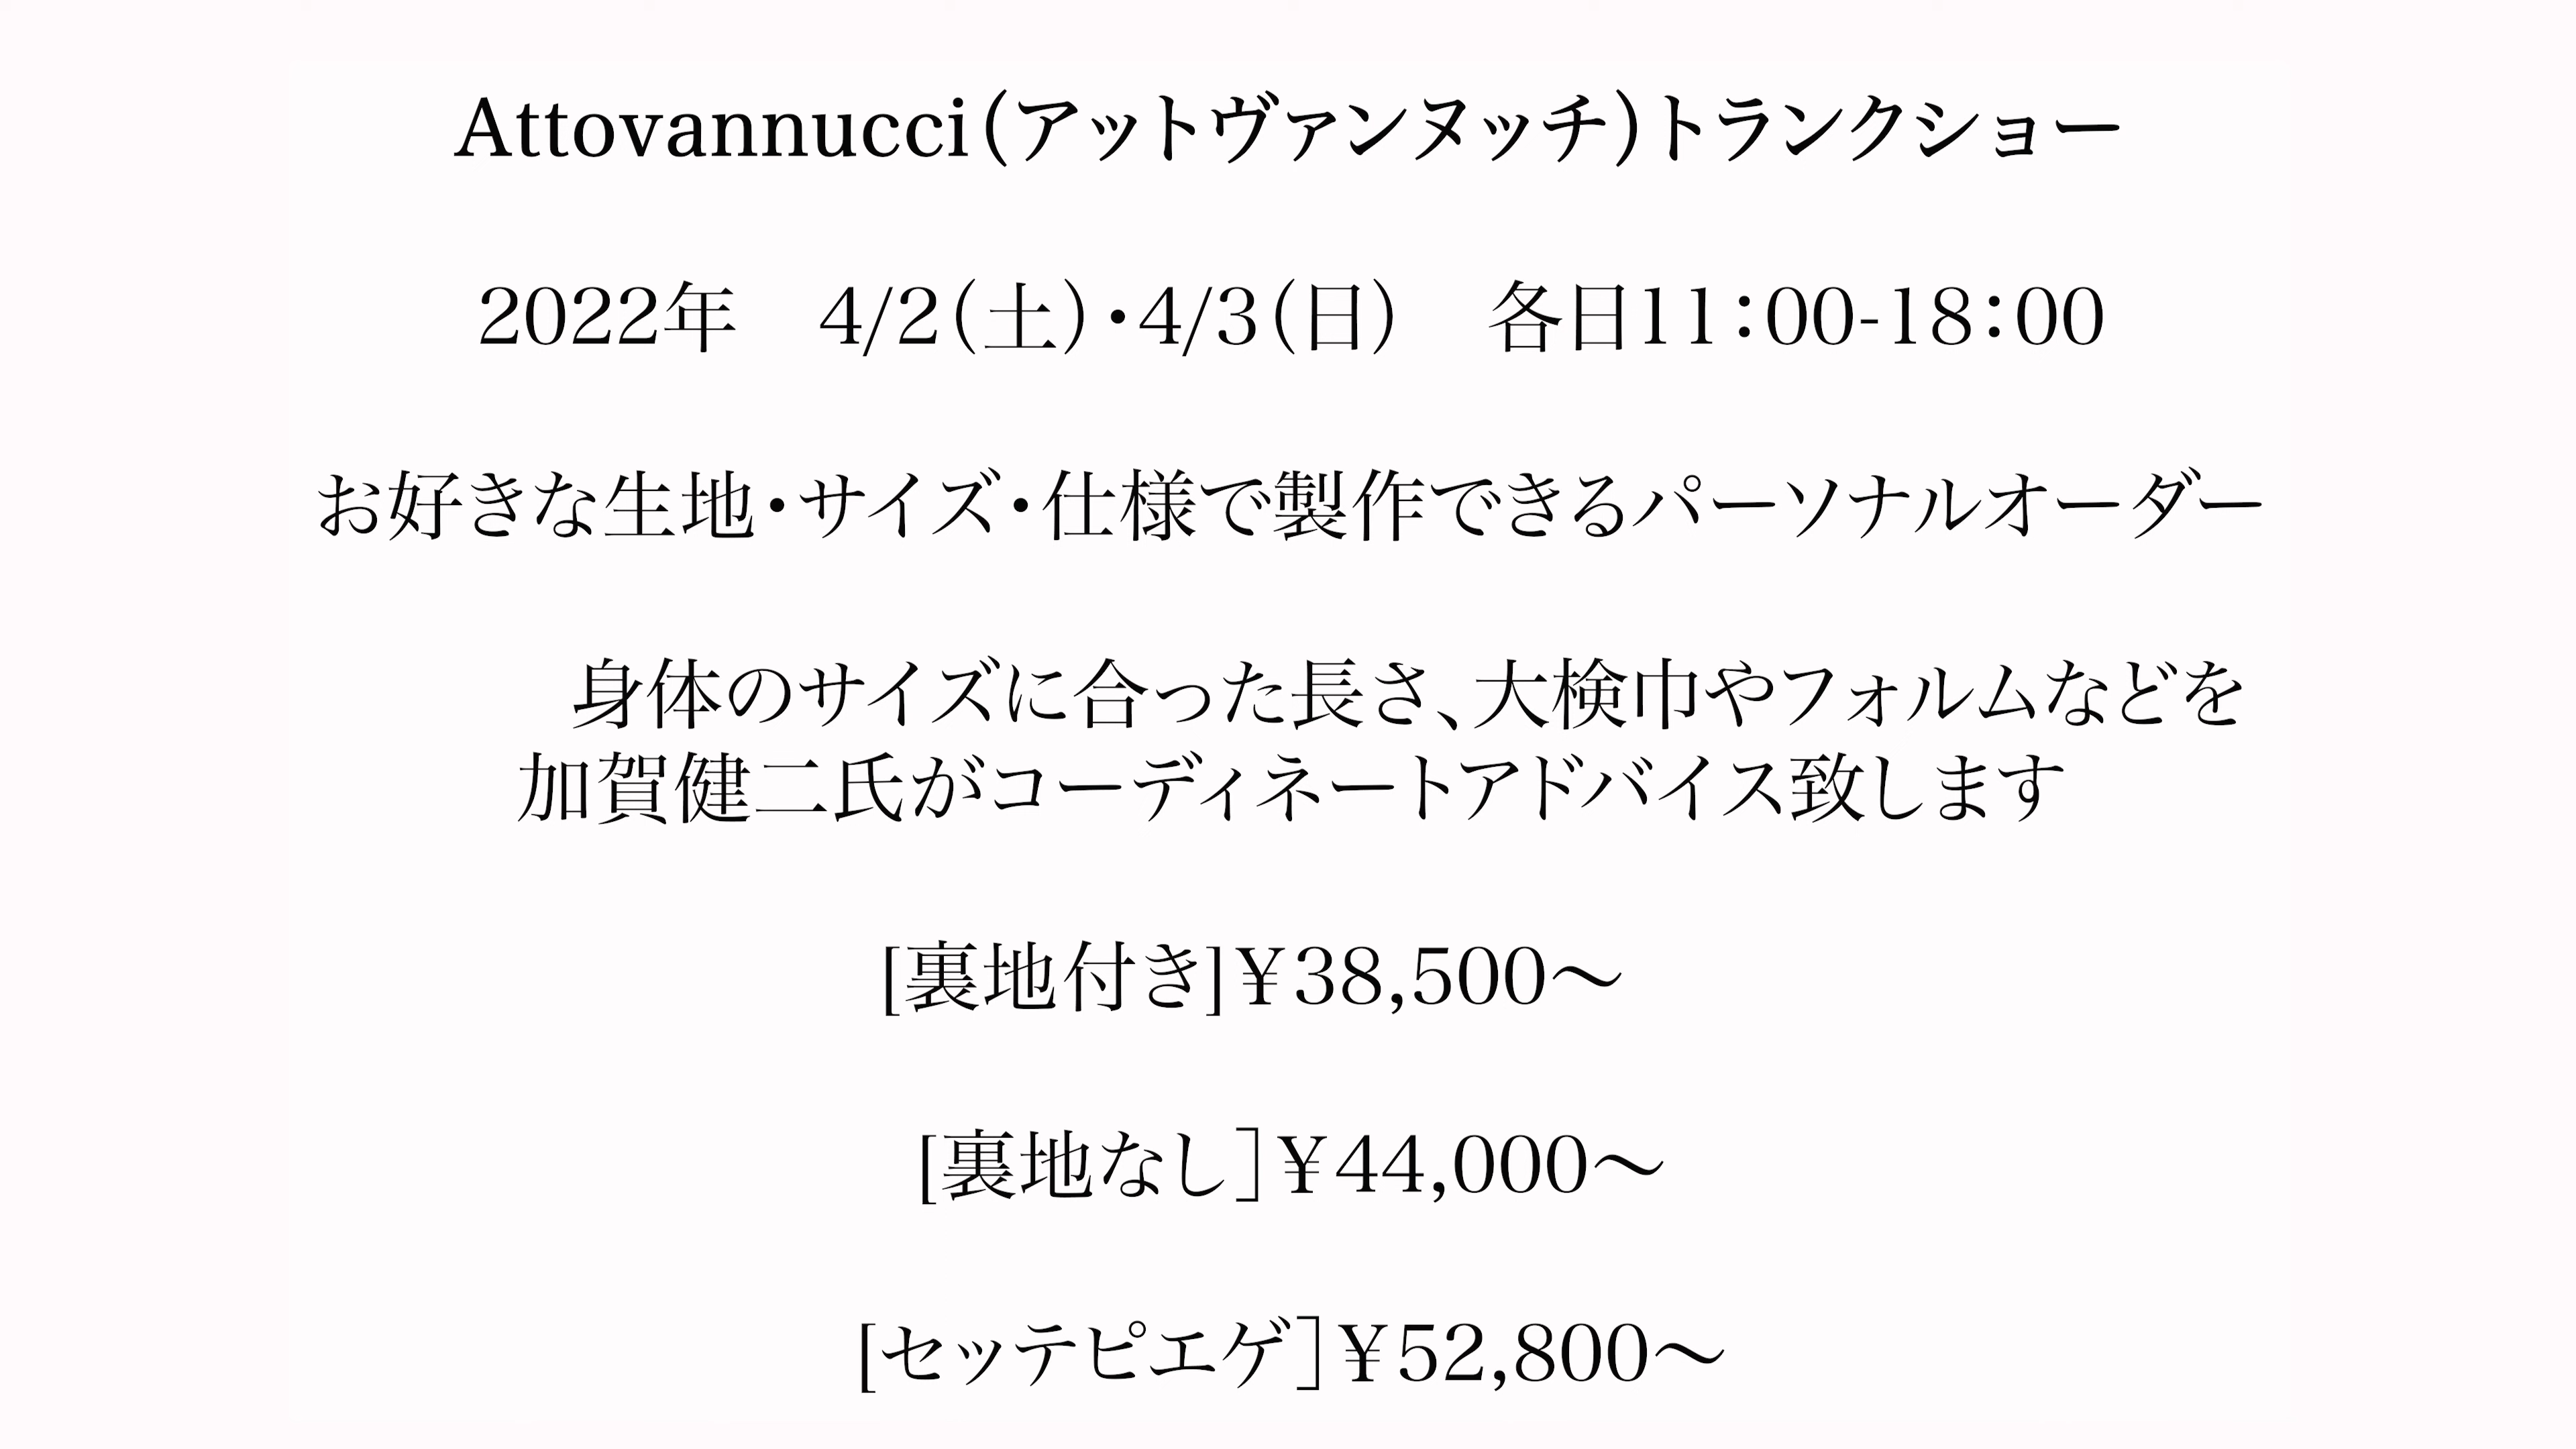 Attovannucci（アットヴァンヌッチ）トランクショー
2022年　4/2（土）・4/3（日）　各日11：00-18：00
お好きな生地・サイズ・仕様で製作できるパーソナルオーダー
身体のサイズに合った長さ、大検巾やフォルムなどを
加賀健二氏がコーディネートアドバイス致します
[裏地付き]￥38,500～
[裏地なし］￥44,000～
[セッテピエゲ］￥52,800～